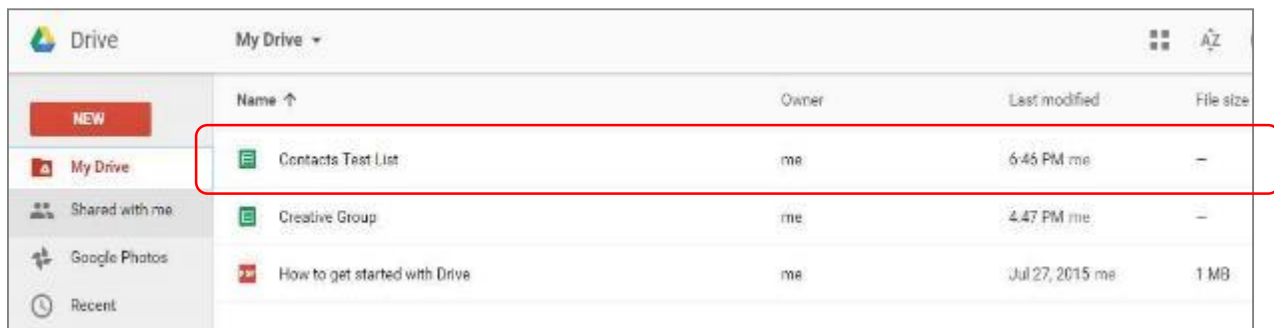 Drive My Drive
AZ
NEW
Name Owner Last modified File size
My Drive
Contacts Test List me 6:46 PM me –
Shared with me
Creative Group me 4:47 PM me –
Google Photos
How to get started with Drive me Jul 27, 2015 me 1 MB
Recent